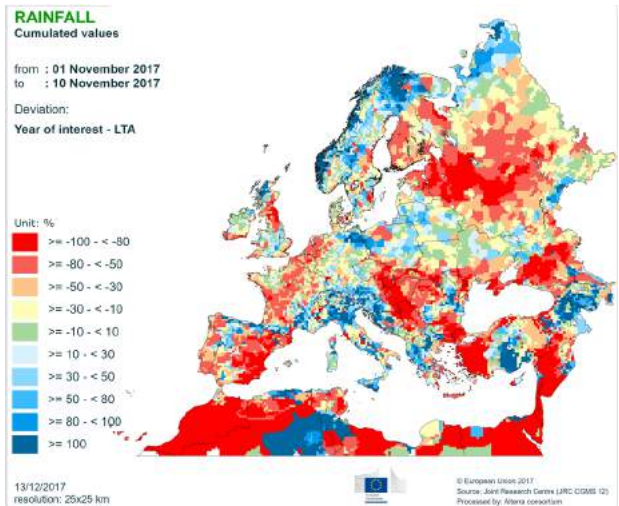 RAINFALL
Cumulated values
from : 01 November 2017
to : 10 November 2017
Deviation:
Year of interest - LTA
Unit: %
>= -100 - < -80
>= -80 - < -50
>= -50 - < -30
>= -30 - < -10
>= -10 - < 10
>= 10 - < 30
>= 30 - < 50
>= 50 - < 80
>= 80 - < 100
>= 100
13/12/2017
resolution: 25x25 km
© European Union 2017
Source: Joint Research Centre (JRC CGMS 12)
Processed by: Alterra consortium